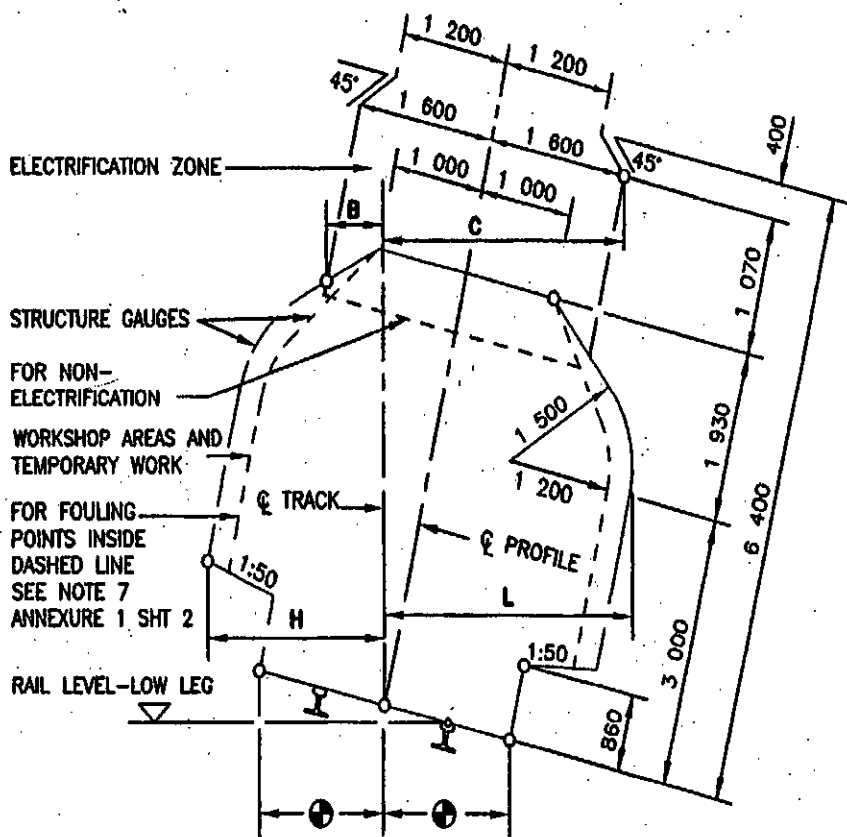 1 200
1 200
45°
1 600
1 600
400
45°
ELECTRIFICATION ZONE
1 000
1 000
B
C
1 070
STRUCTURE GAUGES
FOR NON-
ELECTRIFICATION
1 500
1 930
WORKSHOP AREAS AND
TEMPORARY WORK
1 200
6 400
℄ TRACK
FOR FOULING
POINTS INSIDE
DASHED LINE
SEE NOTE 7
ANNEXURE 1 SHT 2
℄ PROFILE
1:50
H
L
3 000
1:50
RAIL LEVEL-LOW LEG
860